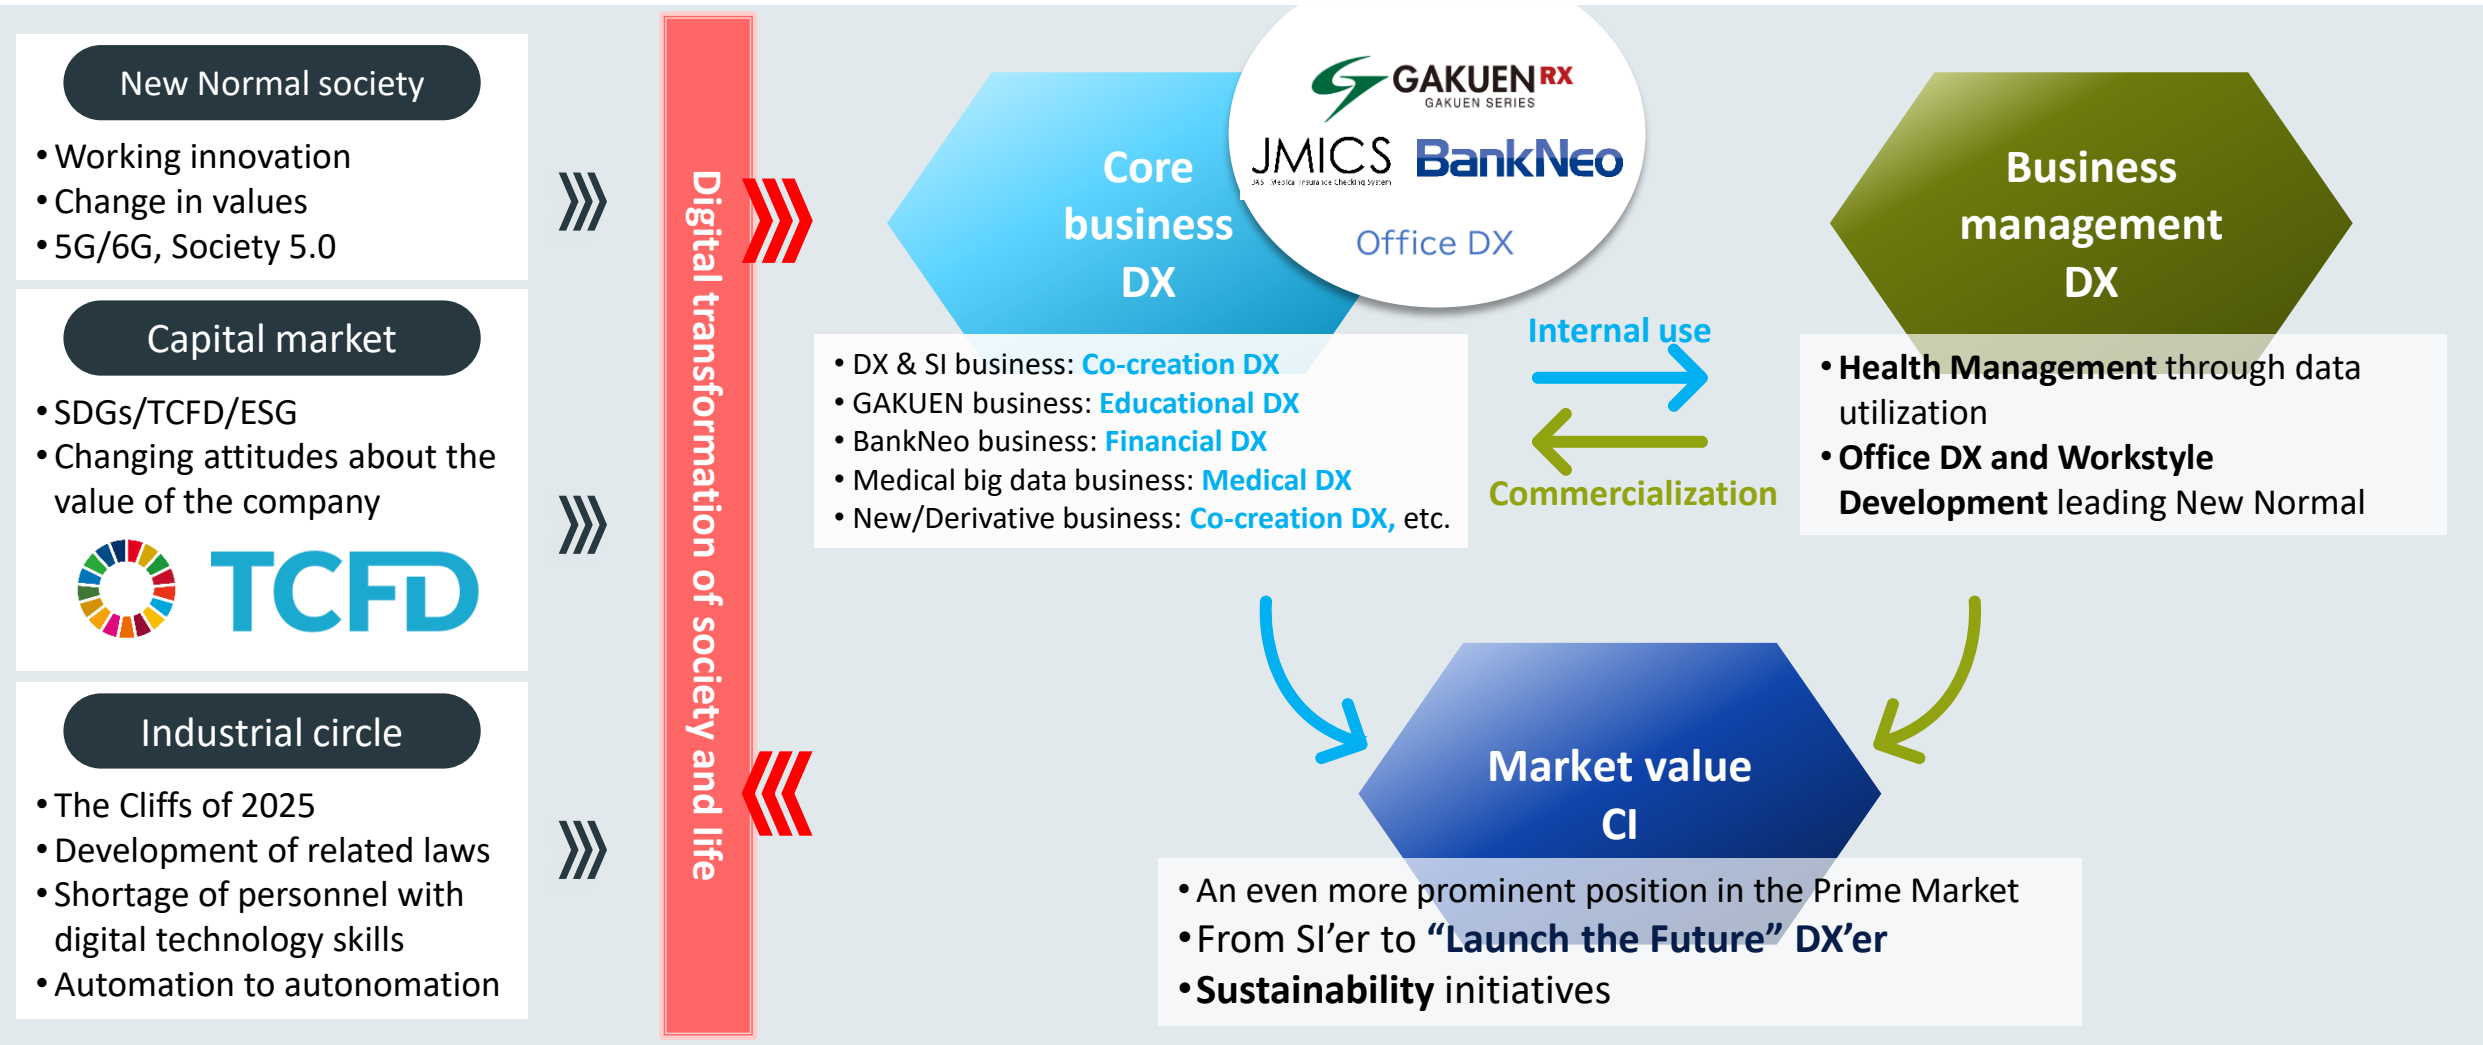 New Normal society
• Working innovation
• Change in values
• 5G/6G, Society 5.0
Capital market
• SDGs/TCFD/ESG
• Changing attitudes about the
value of the company
TCFD
Industrial circle
• The Cliffs of 2025
• Development of related laws
• Shortage of personnel with
digital technology skills
• Automation to autonomation
Digital transformation of society and life
Core
business
DX
GAKUEN RX
GAKUEN SERIES
JMICS
JAST Medical Insurance Checking System
BankNeo
Office DX
• DX & SI business: Co-creation DX
• GAKUEN business: Educational DX
• BankNeo business: Financial DX
• Medical big data business: Medical DX
• New/Derivative business: Co-creation DX, etc.
Internal use
Commercialization
Business
management
DX
• Health Management through data
utilization
• Office DX and Workstyle
Development leading New Normal
Market value
CI
• An even more prominent position in the Prime Market
• From SI’er to “Launch the Future” DX’er
• Sustainability initiatives